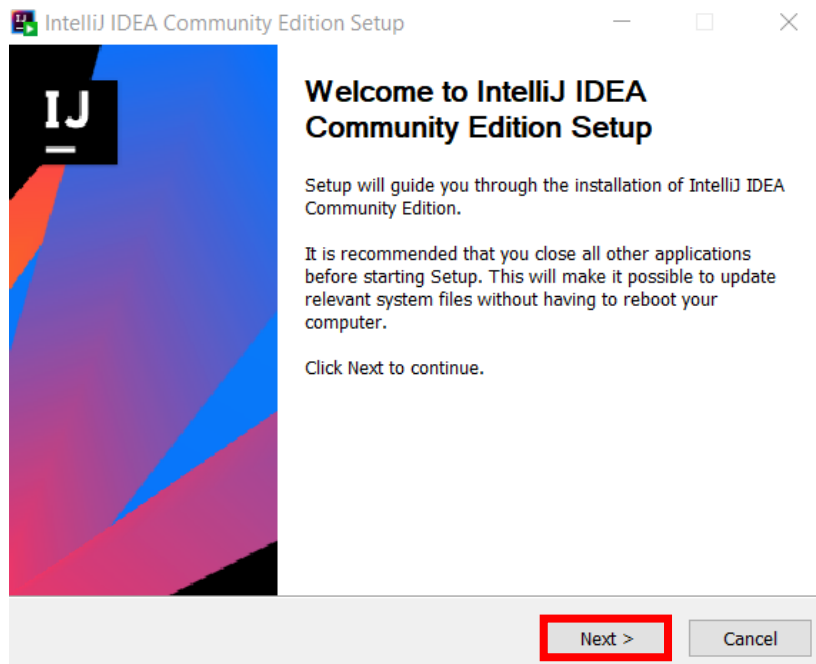 IntelliJ IDEA Community Edition Setup
IJ
Welcome to IntelliJ IDEA
Community Edition Setup
Setup will guide you through the installation of IntelliJ IDEA
Community Edition.
It is recommended that you close all other applications
before starting Setup. This will make it possible to update
relevant system files without having to reboot your
computer.
Click Next to continue.
Next >
Cancel